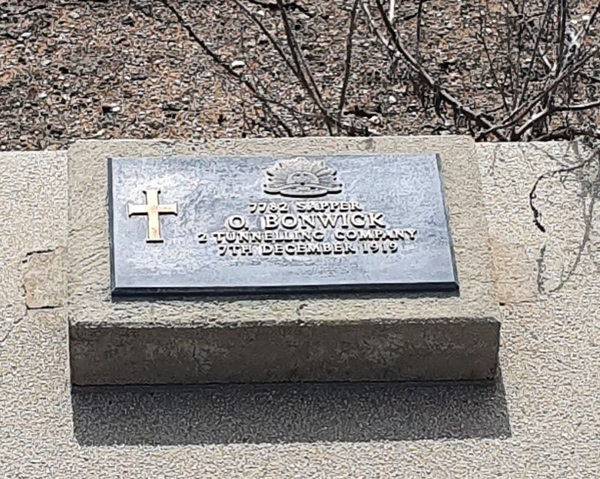 7782 SAPPER
O. BONWICK
2 TUNNELLING COMPANY
7TH DECEMBER 1919